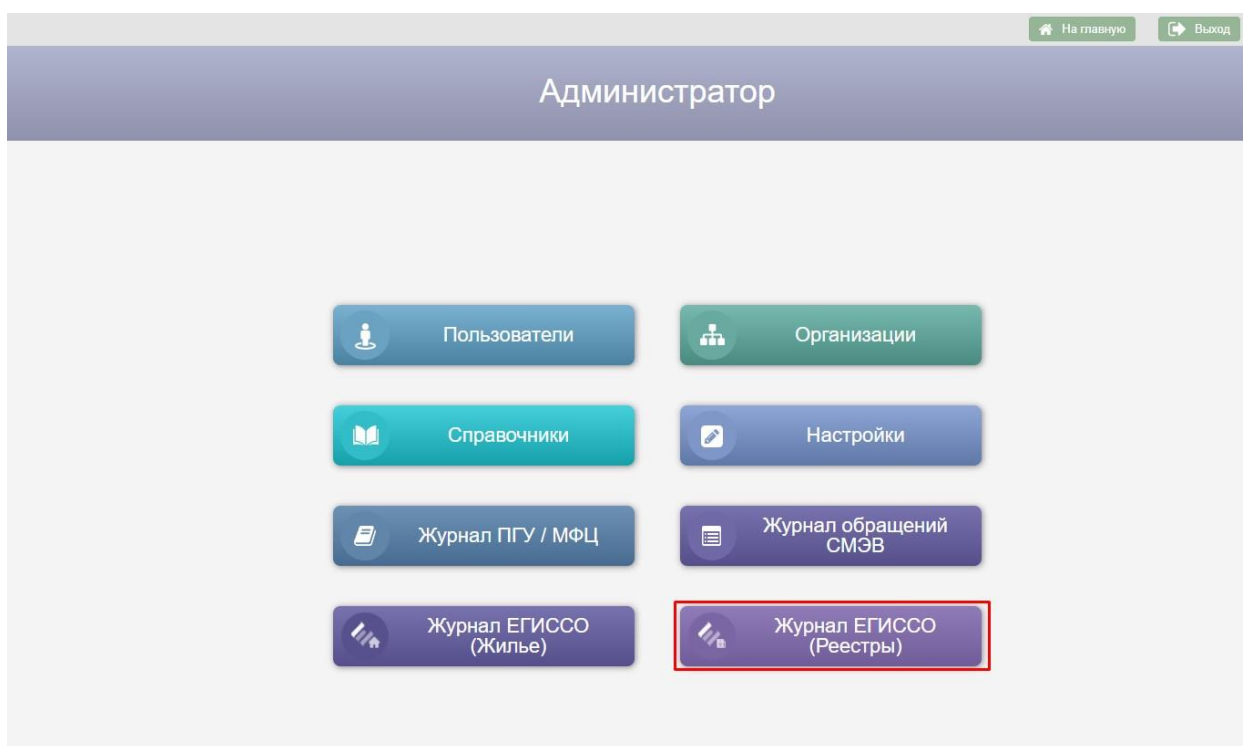 На главную
Выход
Администратор
Пользователи
Организации
Справочники
Настройки
Журнал ПГУ / МФЦ
Журнал обращений
СМЭВ
Журнал ЕГИССО
(Жилье)
Журнал ЕГИССО
(Реестры)